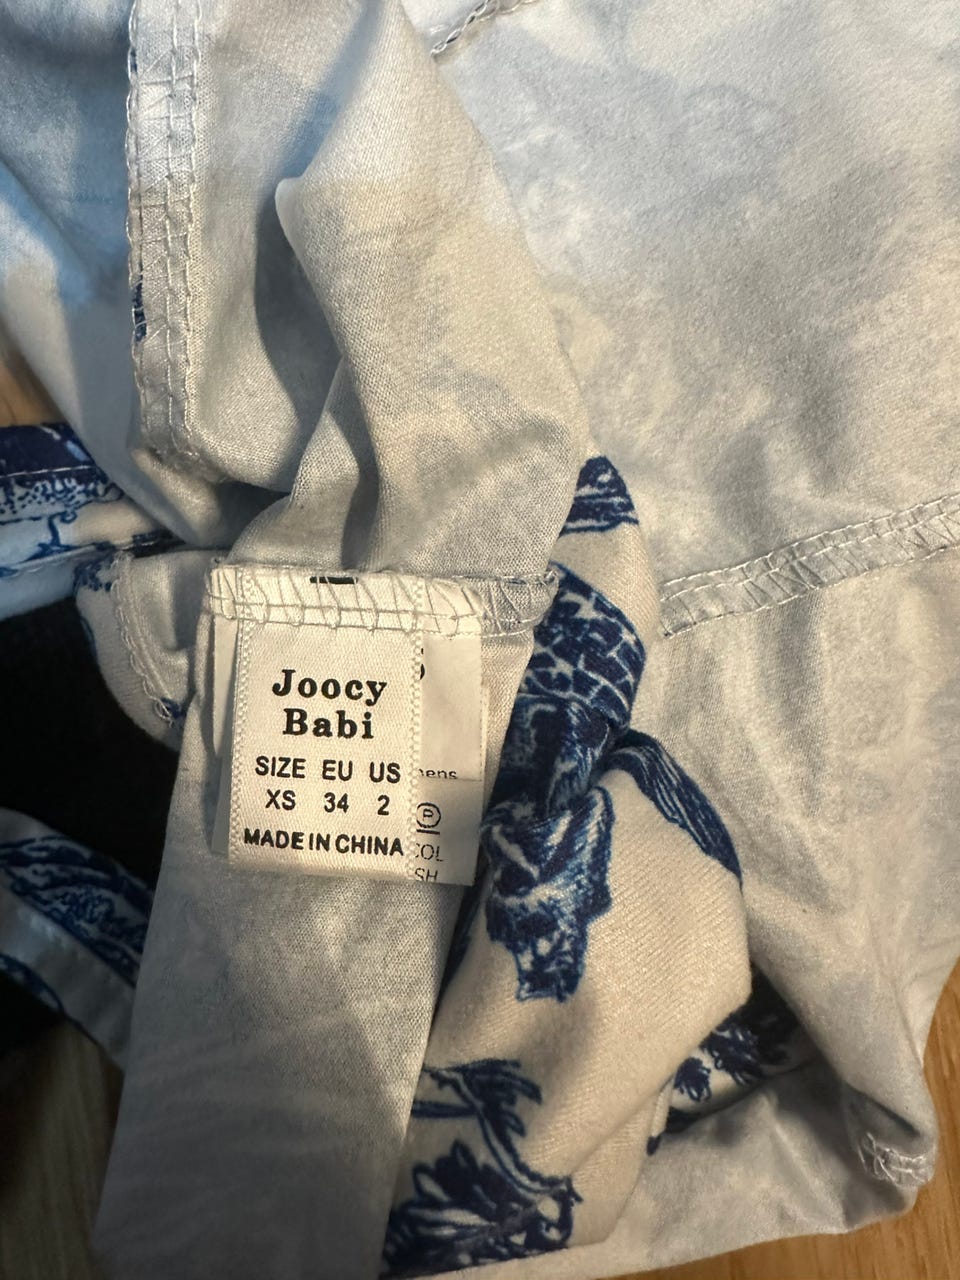 Joocy
Babi
SIZE EU US
XS 34 2
MADE IN CHINA
P